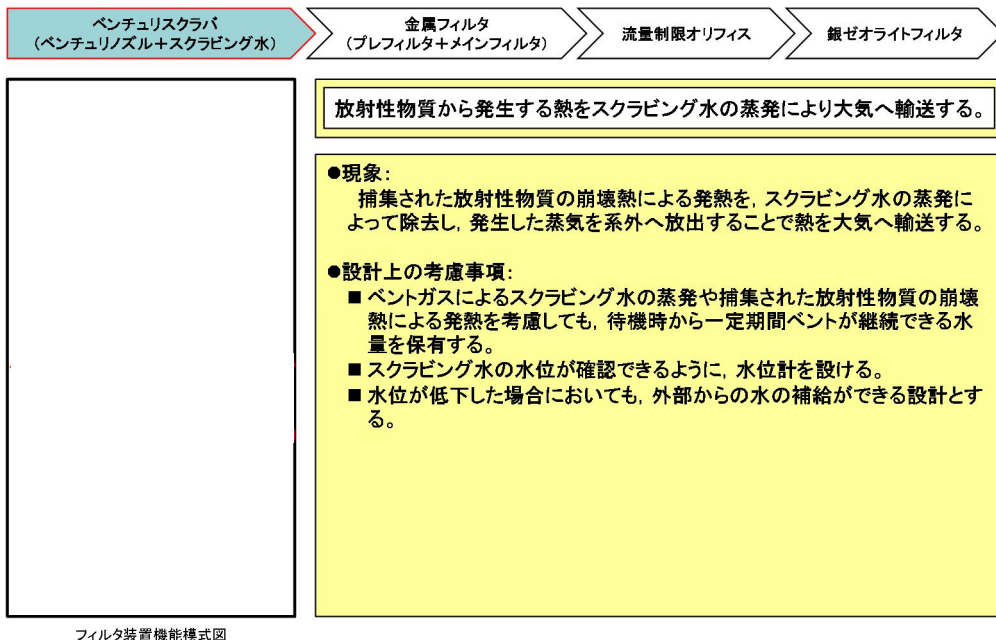 ベンチュリスクラバ
(ベンチュリノズル+スクラビング水)
金属フィルタ
(プレフィルタ+メインフィルタ)
流量制限オリフィス
銀ゼオライトフィルタ
放射性物質から発生する熱をスクラビング水の蒸発により大気へ輸送する。
●現象:
捕集された放射性物質の崩壊熱による発熱を，スクラビング水の蒸発に
よって除去し，発生した蒸気を系外へ放出することで熱を大気へ輸送する。
●設計上の考慮事項:
■ ベントガスによるスクラビング水の蒸発や捕集された放射性物質の崩壊
熱による発熱を考慮しても，待機時から一定期間ベントが継続できる水
量を保有する。
■ スクラビング水の水位が確認できるように，水位計を設ける。
■ 水位が低下した場合においても，外部からの水の補給ができる設計とす
る。
フィルタ装置機能模式図